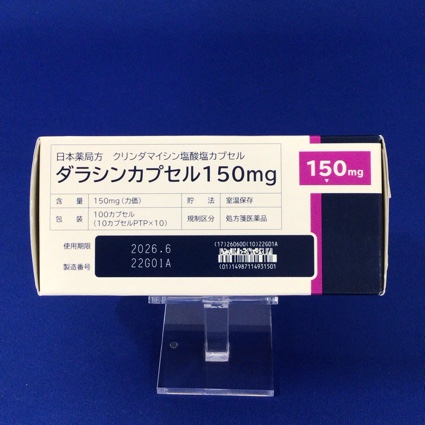 日本薬局方 クリンダマイシン塩酸塩カプセル
ダラシンカプセル150mg
150mg
含量 150mg(力価) 貯法 室温保存
包装 100カプセル (10カプセルPTP×10) 規制区分 処方箋医薬品
使用期限 2026.6
製造番号 22G01A
(17)260600(10)22G01A
(01)14987114931501